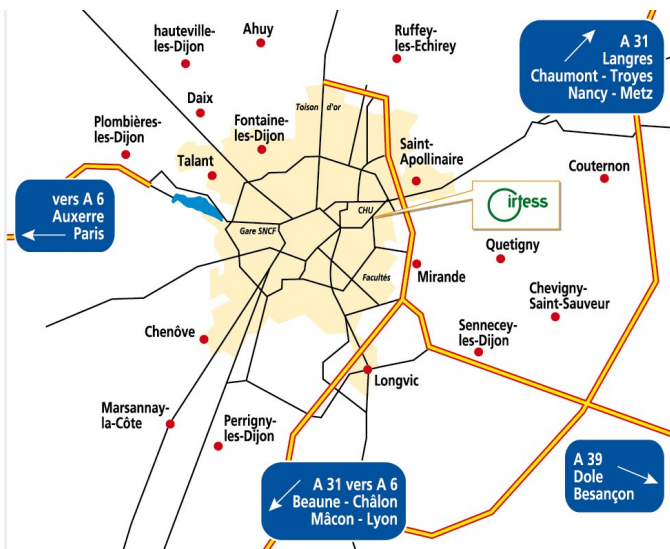 hauteville-
les-Dijon
Ahuy
Ruffey-
les-Echirey
A 31
Langres
Chaumont - Troyes
Nancy - Metz
Daix
Toison d'or
Plombières-
les-Dijon
Fontaine-
les-Dijon
Talant
Saint-
Apollinaire
Couternon
vers A 6
Auxerre
Paris
CHU
irtess
Gare SNCF
Quetigny
Facultés
Mirande
Chevigny-
Saint-Sauveur
Chenôve
Sennecey-
les-Dijon
Longvic
Marsannay-
la-Côte
Perrigny-
les-Dijon
A 31 vers A 6
Beaune - Châlon
Mâcon - Lyon
A 39
Dole
Besançon